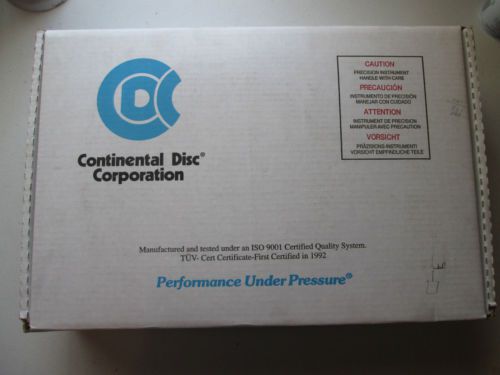 CDC
Continental Disc®
Corporation
CAUTION
PRECISION INSTRUMENT
HANDLE WITH CARE
PRECAUCIÓN
INSTRUMENTO DE PRECISIÓN
MANEJAR CON CUIDADO
ATTENTION
INSTRUMENT DE PRECISION
MANIPULER AVEC PRECAUTION
VORSICHT
PRÄZISIONS-INSTRUMENT!
VORSICHT EMPFINDLICHE TEILE
Manufactured and tested under an ISO 9001 Certified Quality System.
TÜV- Cert Certificate-First Certified in 1992
Performance Under Pressure®